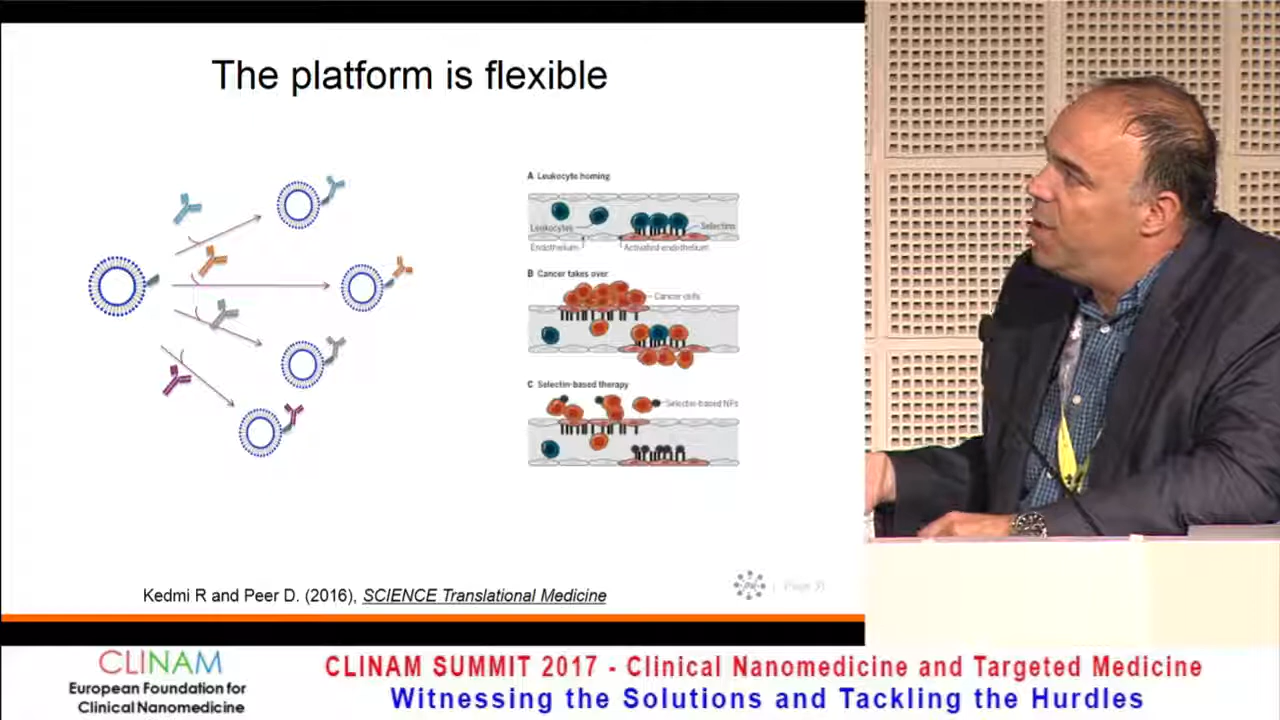 The platform is flexible
A Leukocyte homing
Leukocytes
Selectins
Endothelium
Activated endothelium
B Cancer takes over
Cancer cells
C Selectin-based therapy
Selectin-based NPs
Kedmi R and Peer D. (2016), SCIENCE Translational Medicine
CLINAM
European Foundation for
Clinical Nanomedicine
CLINAM SUMMIT 2017 - Clinical Nanomedicine and Targeted Medicine
Witnessing the Solutions and Tackling the Hurdles